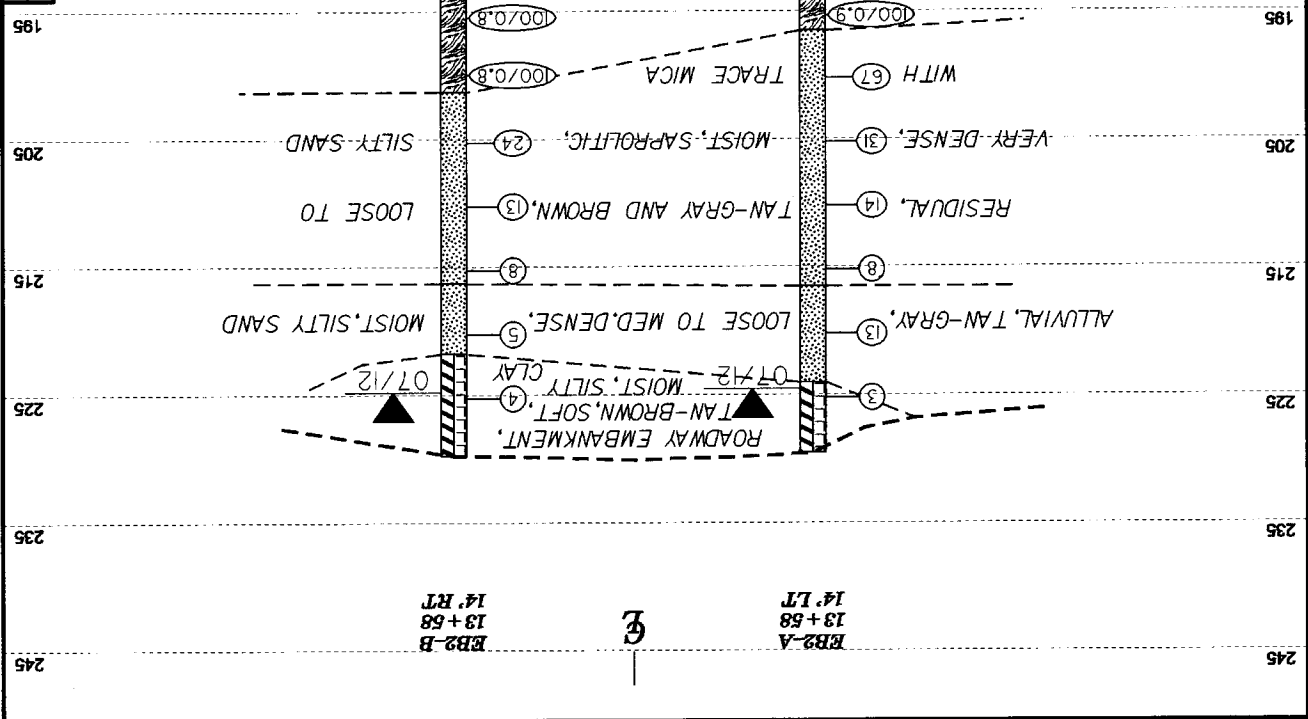 245 245
EB2-A
13+58
14' LT
℄
EB2-B
13+58
14' RT
235 235
ROADWAY EMBANKMENT,
225 3 TAN-BROWN, SOFT, 4 225
07/12 MOIST, SILTY 07/12
CLAY
ALLUVIAL, TAN-GRAY, 13 LOOSE TO MED. DENSE, 5 MOIST, SILTY SAND
215 8 8 215
RESIDUAL, 14 TAN-GRAY AND BROWN, 13 LOOSE TO
205 VERY DENSE, 31 MOIST, SAPROLITIC, 24 SILTY SAND 205
WITH 67 TRACE MICA 100/0.8
195 100/0.9 100/0.8 195